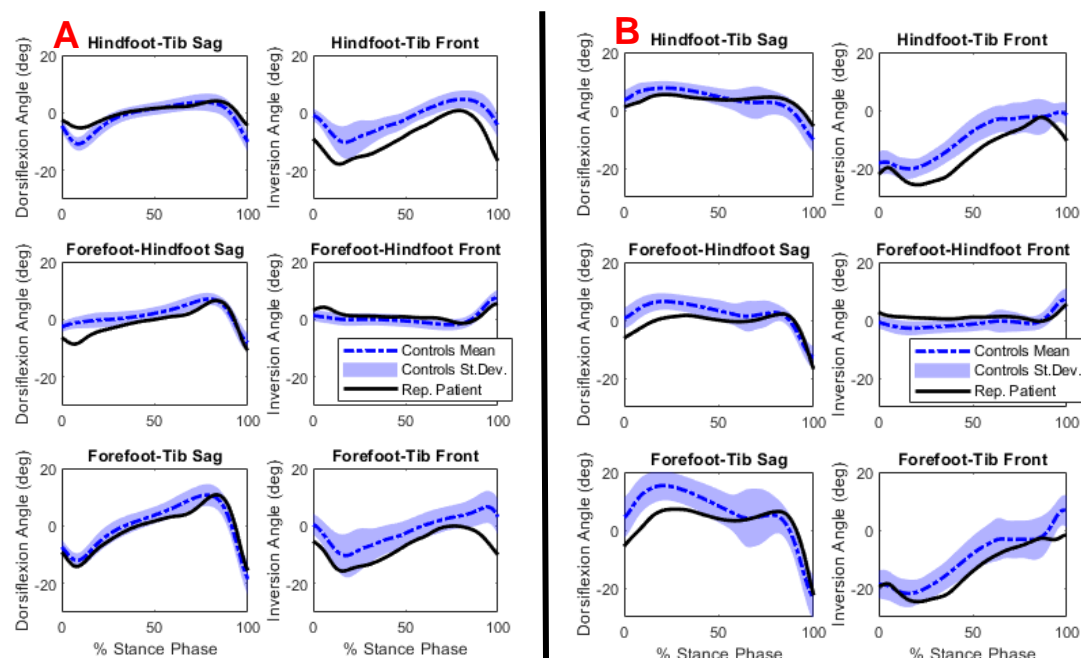 A
Hindfoot-Tib Sag
Hindfoot-Tib Front
Dorsiflexion Angle (deg)
20
0
-20
0
50
100
Inversion Angle (deg)
20
0
-20
0
50
100
Forefoot-Hindfoot Sag
Forefoot-Hindfoot Front
Dorsiflexion Angle (deg)
20
0
-20
0
50
100
Inversion Angle (deg)
20
0
-20
0
50
100
Controls Mean
Controls St.Dev.
Rep. Patient
Forefoot-Tib Sag
Forefoot-Tib Front
Dorsiflexion Angle (deg)
20
0
-20
0
50
100
% Stance Phase
Inversion Angle (deg)
20
0
-20
0
50
100
% Stance Phase
B
Hindfoot-Tib Sag
Hindfoot-Tib Front
Dorsiflexion Angle (deg)
20
0
-20
0
50
100
Inversion Angle (deg)
20
0
-20
0
50
100
Forefoot-Hindfoot Sag
Forefoot-Hindfoot Front
Dorsiflexion Angle (deg)
20
0
-20
0
50
100
Inversion Angle (deg)
20
0
-20
0
50
100
Controls Mean
Controls St.Dev.
Rep. Patient
Forefoot-Tib Sag
Forefoot-Tib Front
Dorsiflexion Angle (deg)
20
0
-20
0
50
100
% Stance Phase
Inversion Angle (deg)
20
0
-20
0
50
100
% Stance Phase